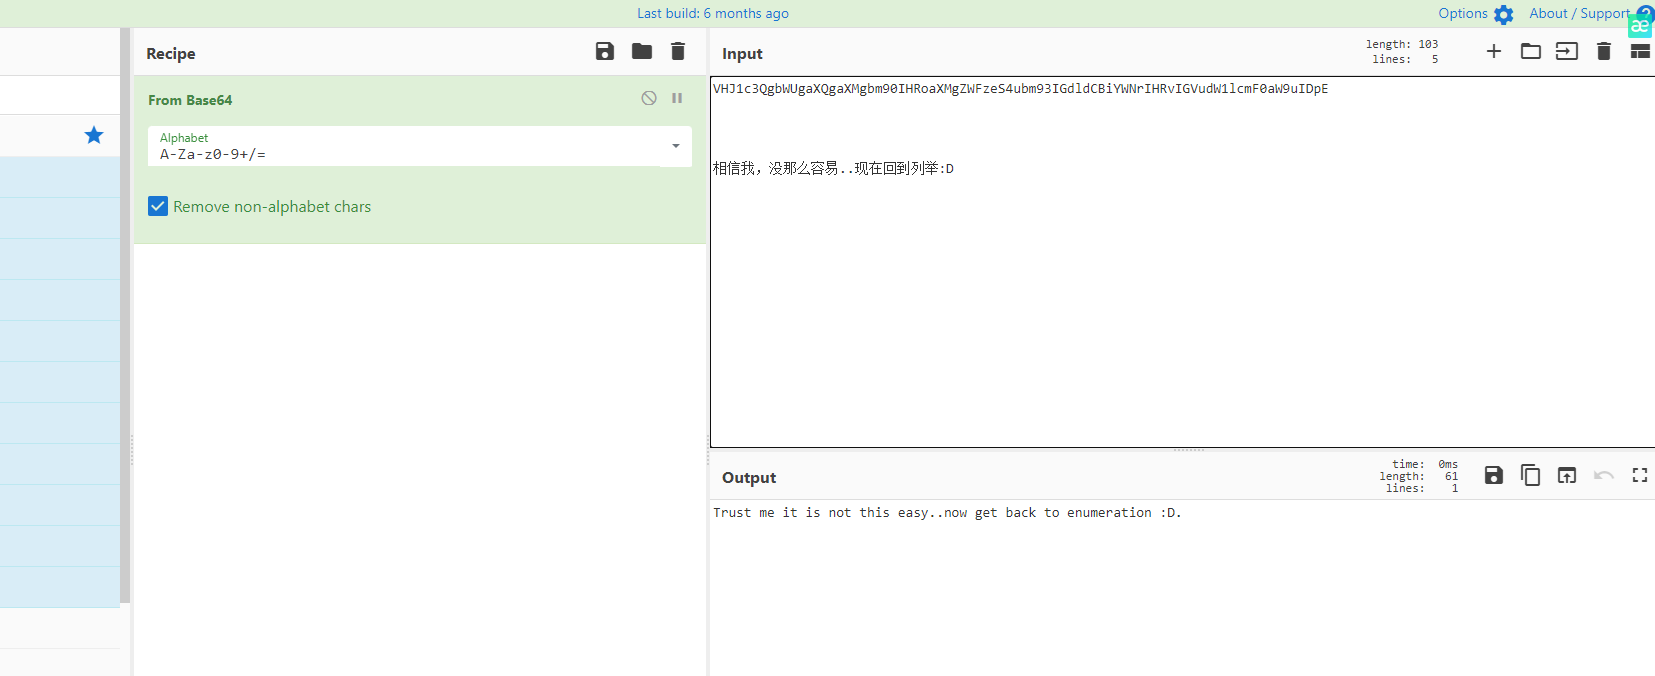 Last build: 6 months ago
Options
About / Support
Recipe
From Base64
Alphabet
A-Za-z0-9+/=
Remove non-alphabet chars
Input
length: 103
lines: 5
VHJ1c3QgbWUgaXQgaXMgbm90IHRoaXMgZWFzeS4ubm93IGdldCBiYWNrIHRvIGVudW1lcmF0aW9uIDpE
相信我，没那么容易..现在回到列举:D
Output
time: 0ms
length: 61
lines: 1
Trust me it is not this easy..now get back to enumeration :D.
æ